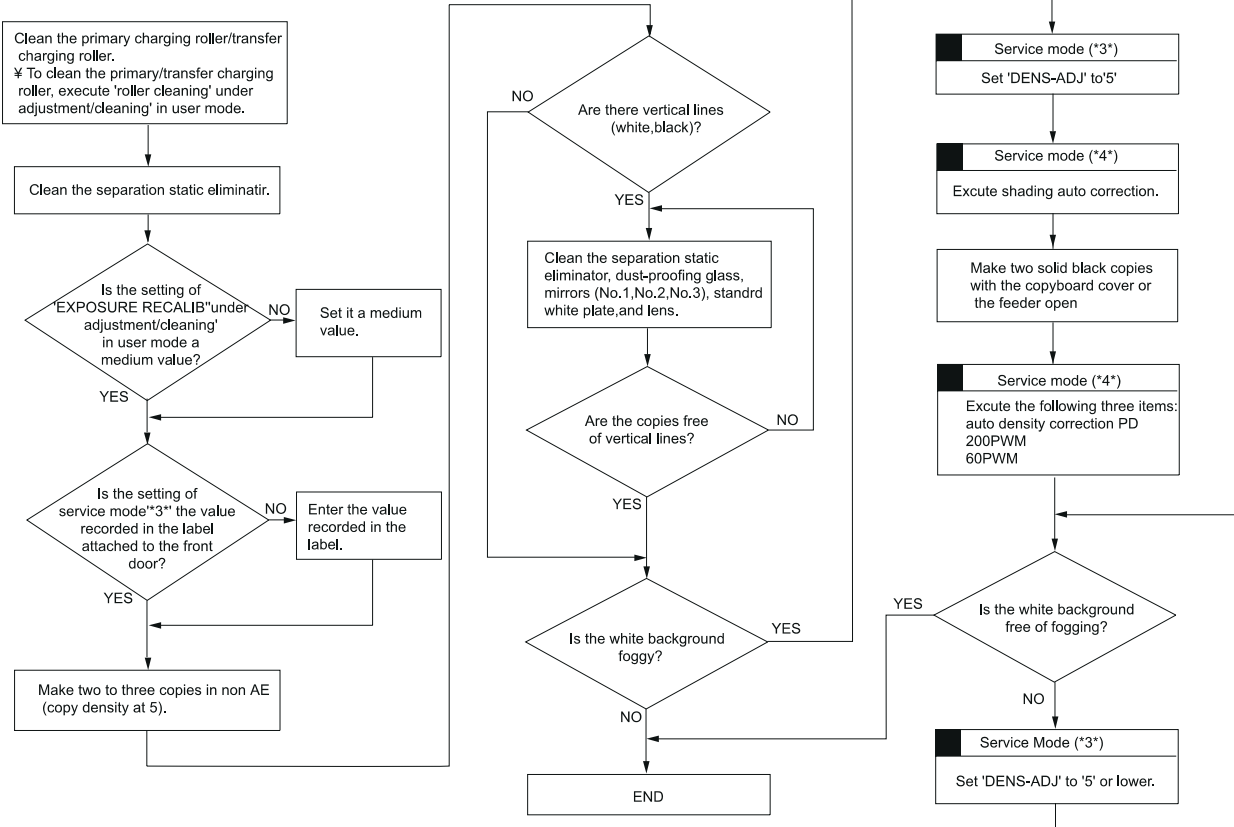 Clean the primary charging roller/transfer
charging roller.
¥ To clean the primary/transfer charging
roller, execute 'roller cleaning' under
adjustment/cleaning' in user mode.
Clean the separation static eliminatir.
Is the setting of
'EXPOSURE RECALIB"under
adjustment/cleaning'
in user mode a
medium value?
NO
Set it a medium
value.
YES
Is the setting of
service mode'*3*' the value
recorded in the label
attached to the front
door?
NO
Enter the value
recorded in the
label.
YES
Make two to three copies in non AE
(copy density at 5).
Are there vertical lines
(white,black)?
NO
YES
Clean the separation static
eliminator, dust-proofing glass,
mirrors (No.1,No.2,No.3), standrd
white plate,and lens.
Are the copies free
of vertical lines?
NO
YES
Is the white background
foggy?
YES
NO
END
Service mode (*3*)
Set 'DENS-ADJ' to'5'
Service mode (*4*)
Excute shading auto correction.
Make two solid black copies
with the copyboard cover or
the feeder open
Service mode (*4*)
Excute the following three items:
auto density correction PD
200PWM
60PWM
YES
Is the white background
free of fogging?
NO
Service Mode (*3*)
Set 'DENS-ADJ' to '5' or lower.